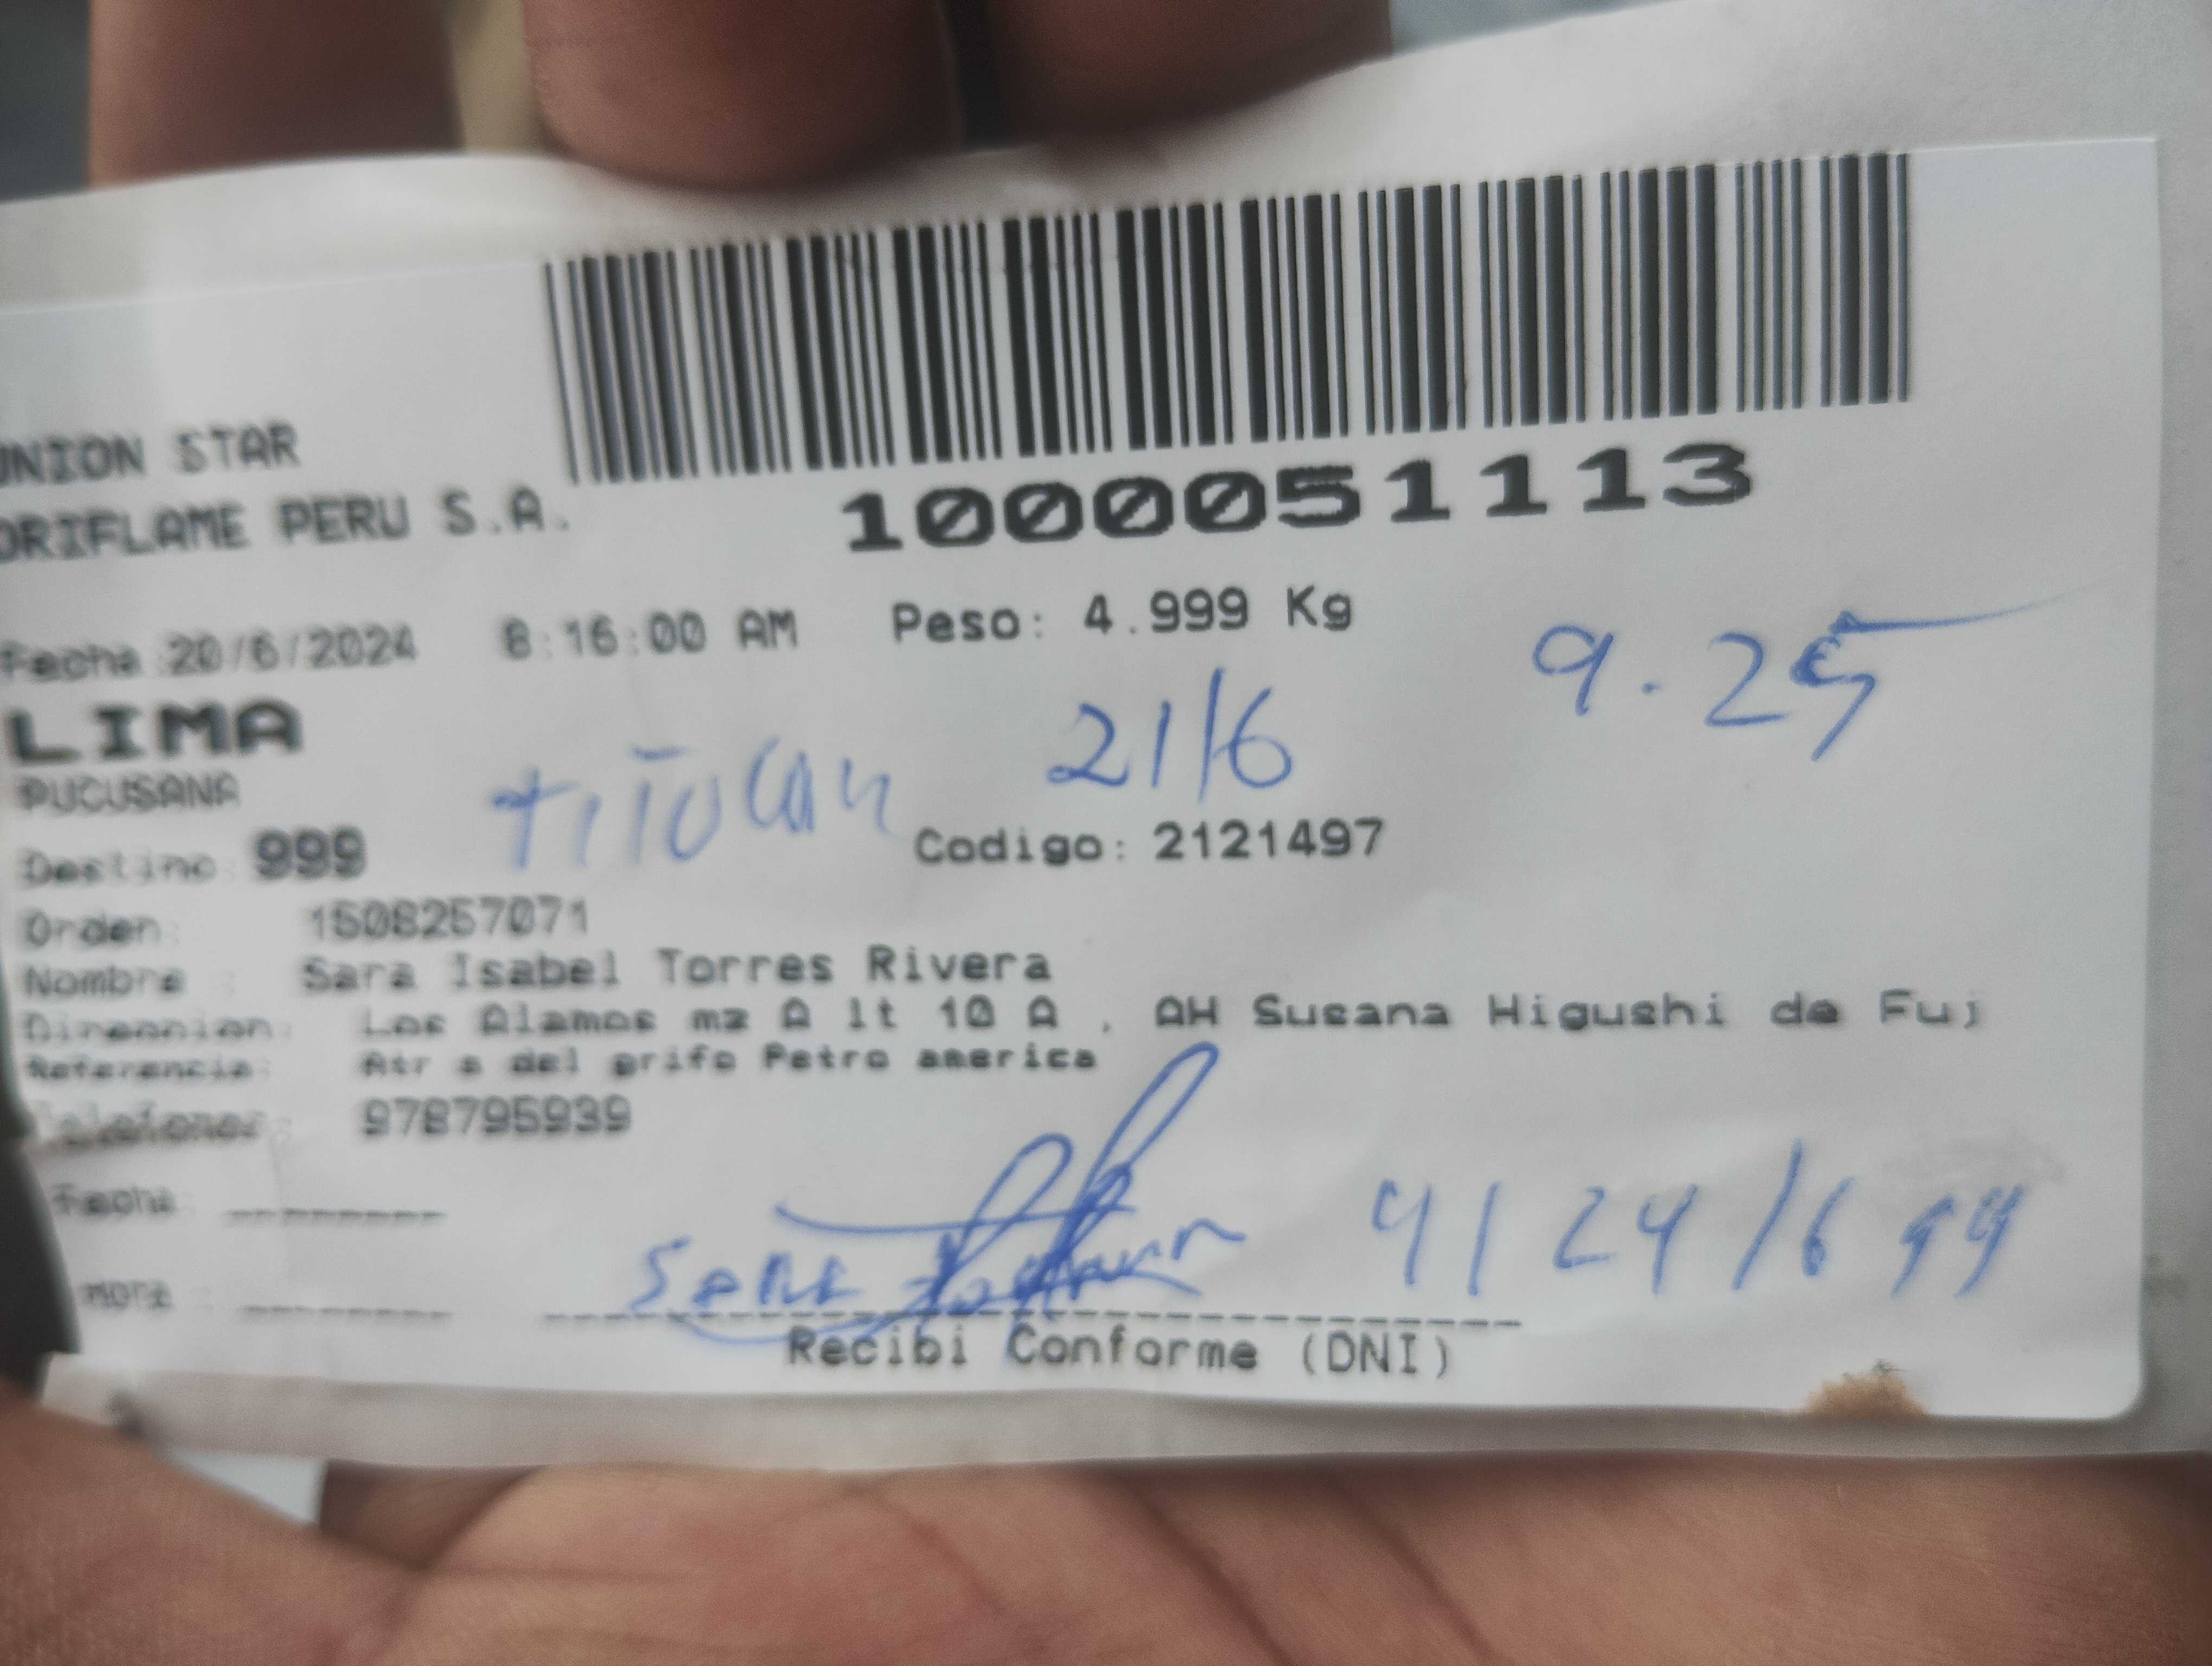 UNION STAR
ORIFLAME PERU S.A.
1000051113
Fecha 20/6/2024 8:16:00 AM Peso: 4.999 Kg
9.25
LIMA
21/6
PUCUSANA
TITULAR
Destino: 999 Codigo: 2121497
Orden: 1508257071
Nombre : Sara Isabel Torres Rivera
Direccion: Los Alamos mz A lt 10 A , AH Susana Higushi de Fuj
Referencia: Atr s del grifo Petro america
Telefonos: 978795939
Fecha
Hora
Recibi Conforme (DNI)